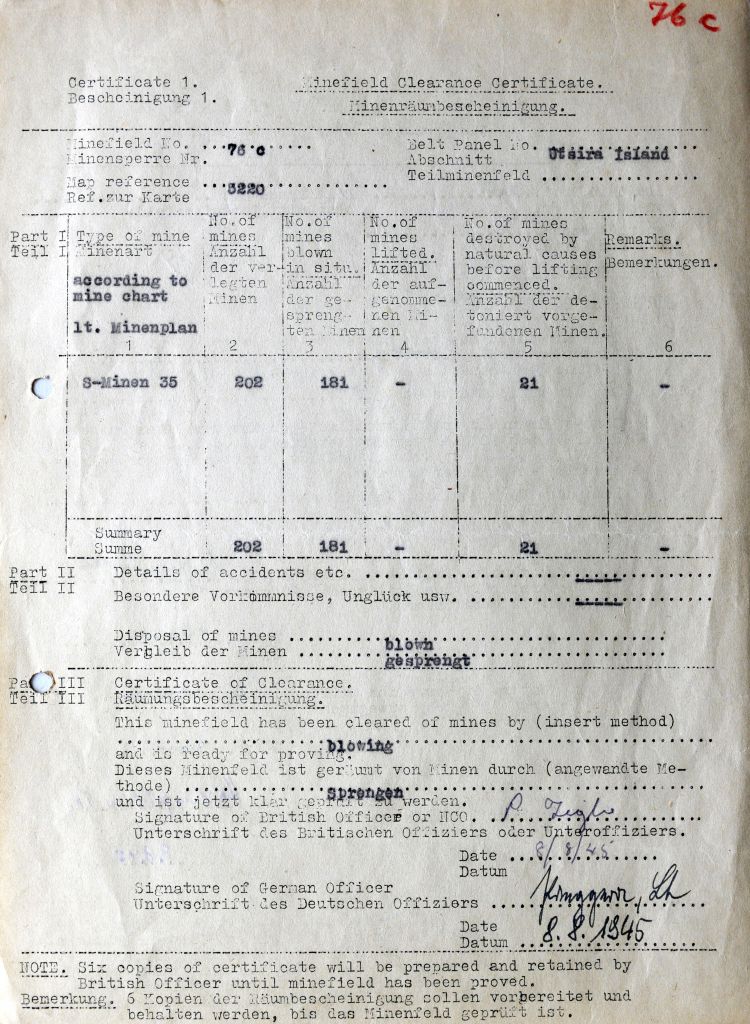 76 c
Certificate 1. Minefield Clearance Certificate.
Bescheinigung 1. Minenräumbescheinigung.
Minefield No. ... 76 c ........ Belt Panel No. ................
Minensperre Nr. Abschnitt Utsira Island
Map reference ... 3220 ........ Teilminenfeld ................
Ref.zur Karte
Part I
Teil I
Type of mine
Minenart
according to
mine chart
lt. Minenplan
1
No.of
mines
Anzahl
der ver-
legten
Minen
2
No.of
mines
blown
in situ.
Anzahl
der ge-
spreng-
ten Minen
3
No.of
mines
lifted.
Anzahl
der auf-
genomme-
nen Mi-
nen
4
No.of mines
destroyed by
natural causes
before lifting
commenced.
Anzahl der de-
toniert vorge-
fundenen Minen.
5
Remarks.
Bemerkungen.
6
S-Minen 35 202 181 - 21 -
Summary
Summe 202 181 - 21 -
Part II Details of accidents etc. ................
Teil II Besondere Vorkommnisse, Unglück usw. ................
Disposal of mines ................
Vergleib der Minen ........ blown
gesprengt
Part III Certificate of Clearance.
Teil III Räumungsbescheinigung.
This minefield has been cleared of mines by (insert method)
................ blowing ................
and is ready for proving.
Dieses Minenfeld ist geräumt von Minen durch (angewandte Me-
thode) ........ Sprengen ................
und ist jetzt klar geprüft zu werden.
Signature of British Officer or NCO. ................
Unterschrift des Britischen Offiziers oder Unteroffiziers.
Date ... 8/8/45 ........
Datum
Signature of German Officer
Unterschrift des Deutschen Offiziers ........ Lt
Date
Datum ... 8.8.1945 ........
NOTE. Six copies of certificate will be prepared and retained by
British Officer until minefield has been proved.
Bemerkung. 6 Kopien der Räumbescheinigung sollen vorbereitet und
behalten werden, bis das Minenfeld geprüft ist.